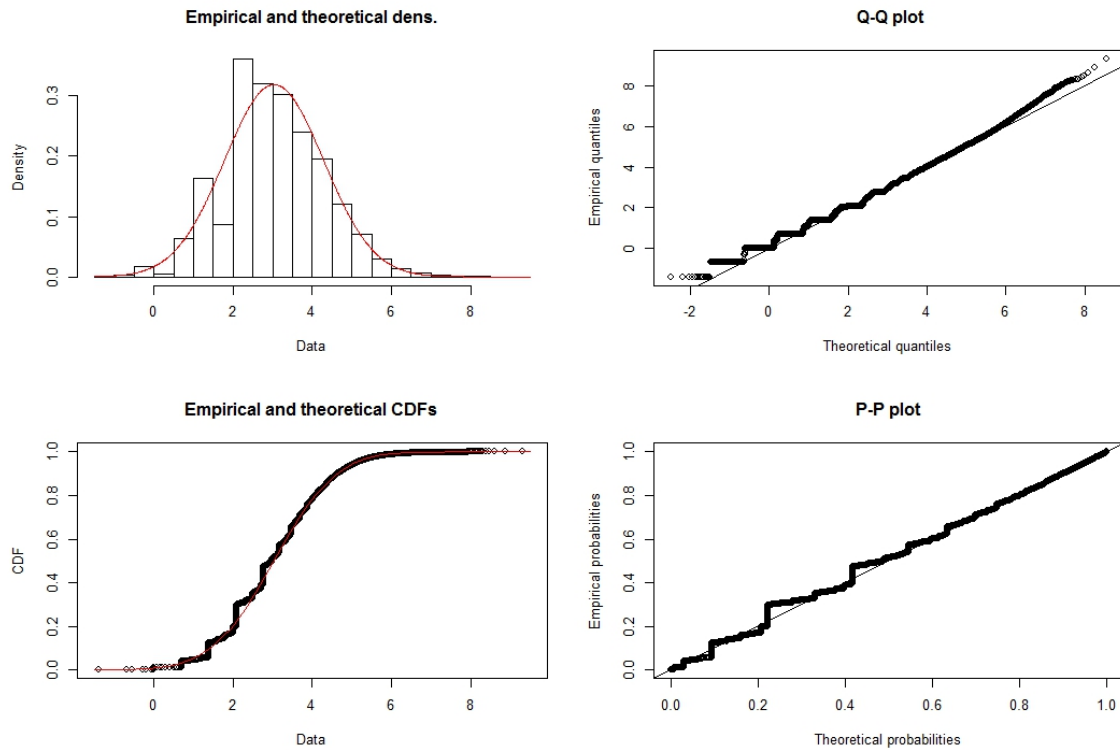 Empirical and theoretical dens.
Density
0.0 0.1 0.2 0.3
0 2 4 6 8
Data
Q-Q plot
Empirical quantiles
0 2 4 6 8
-2 0 2 4 6 8
Theoretical quantiles
Empirical and theoretical CDFs
CDF
0.0 0.2 0.4 0.6 0.8 1.0
0 2 4 6 8
Data
P-P plot
Empirical probabilities
0.0 0.2 0.4 0.6 0.8 1.0
0.0 0.2 0.4 0.6 0.8 1.0
Theoretical probabilities